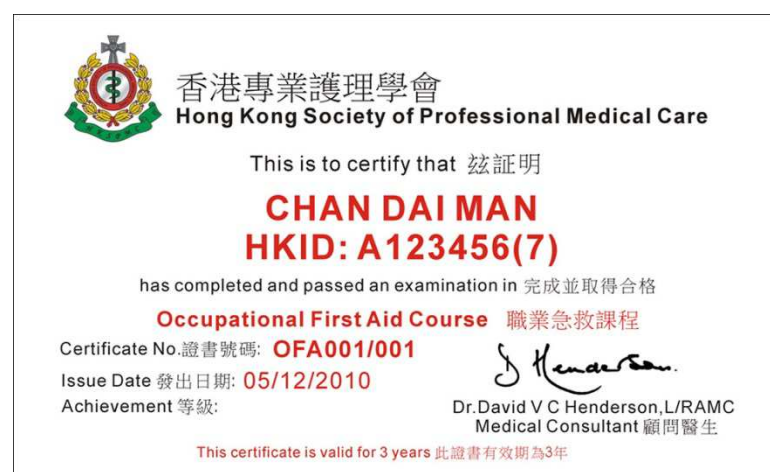 香港專業護理學會
Hong Kong Society of Professional Medical Care
This is to certify that 玆証明
CHAN DAI MAN
HKID: A123456(7)
has completed and passed an examination in 完成並取得合格
Occupational First Aid Course 職業急救課程
Certificate No.證書號碼: OFA001/001
Issue Date 發出日期: 05/12/2010
Achievement 等級:
D Henderson.
Dr.David V C Henderson,L/RAMC
Medical Consultant 顧問醫生
This certificate is valid for 3 years 此證書有效期為3年